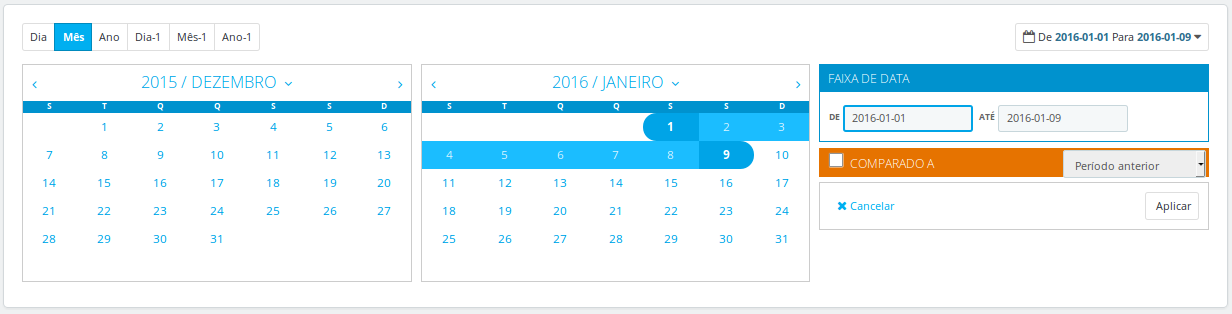 Dia Mês Ano Dia-1 Mês-1 Ano-1
De 2016-01-01 Para 2016-01-09
‹ 2015 / DEZEMBRO ›
S T Q Q S S D
1 2 3 4 5 6
7 8 9 10 11 12 13
14 15 16 17 18 19 20
21 22 23 24 25 26 27
28 29 30 31
‹ 2016 / JANEIRO ›
S T Q Q S S D
1 2 3
4 5 6 7 8 9 10
11 12 13 14 15 16 17
18 19 20 21 22 23 24
25 26 27 28 29 30 31
FAIXA DE DATA
DE 2016-01-01 ATÉ 2016-01-09
COMPARADO A Período anterior
Cancelar Aplicar